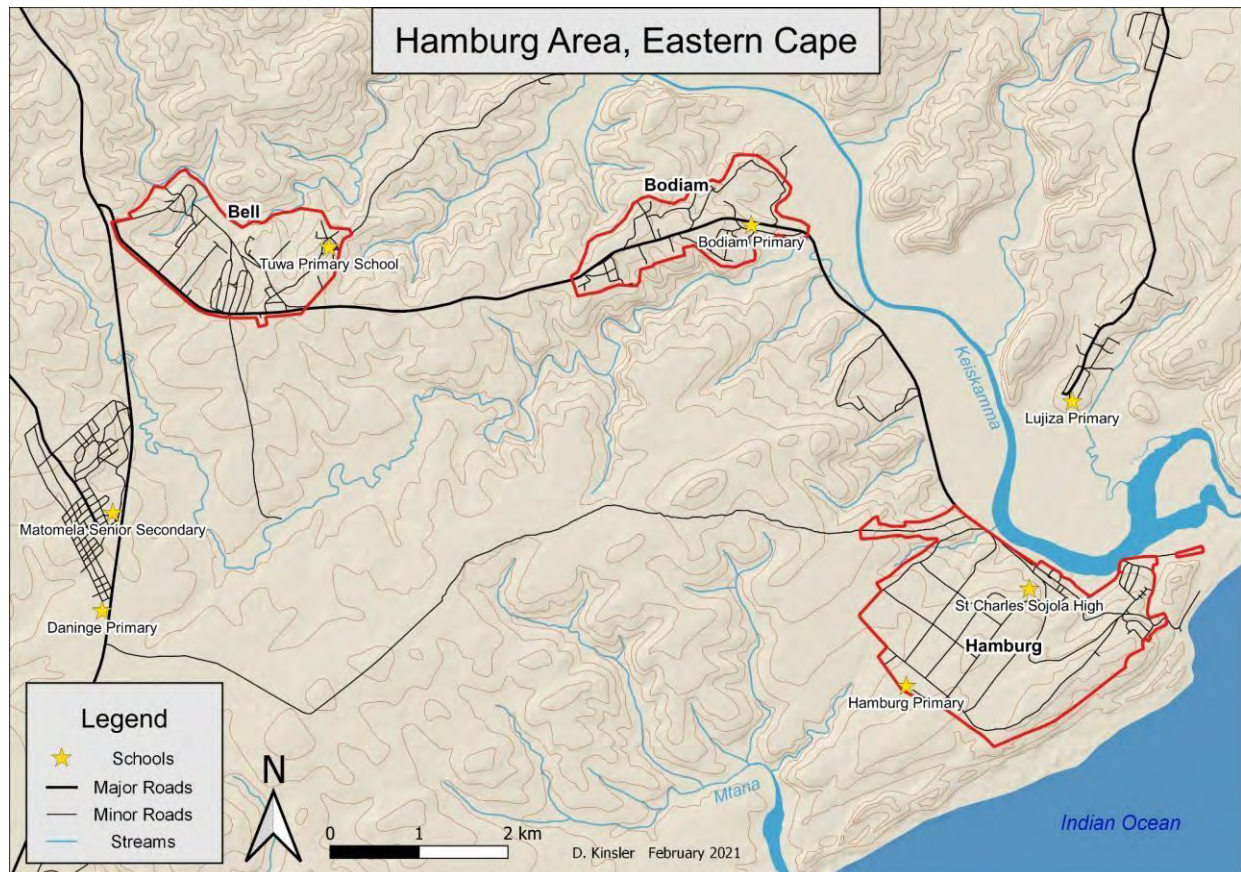 Hamburg Area, Eastern Cape
Bell
Tuwa Primary School
Bodiam
Bodiam Primary
Keiskamma
Lujiza Primary
Matomela Senior Secondary
Daninge Primary
St Charles Sojola High
Hamburg
Hamburg Primary
Mtana
Indian Ocean
Legend
Schools
Major Roads
Minor Roads
Streams
N
0 1 2 km
D. Kinsler February 2021